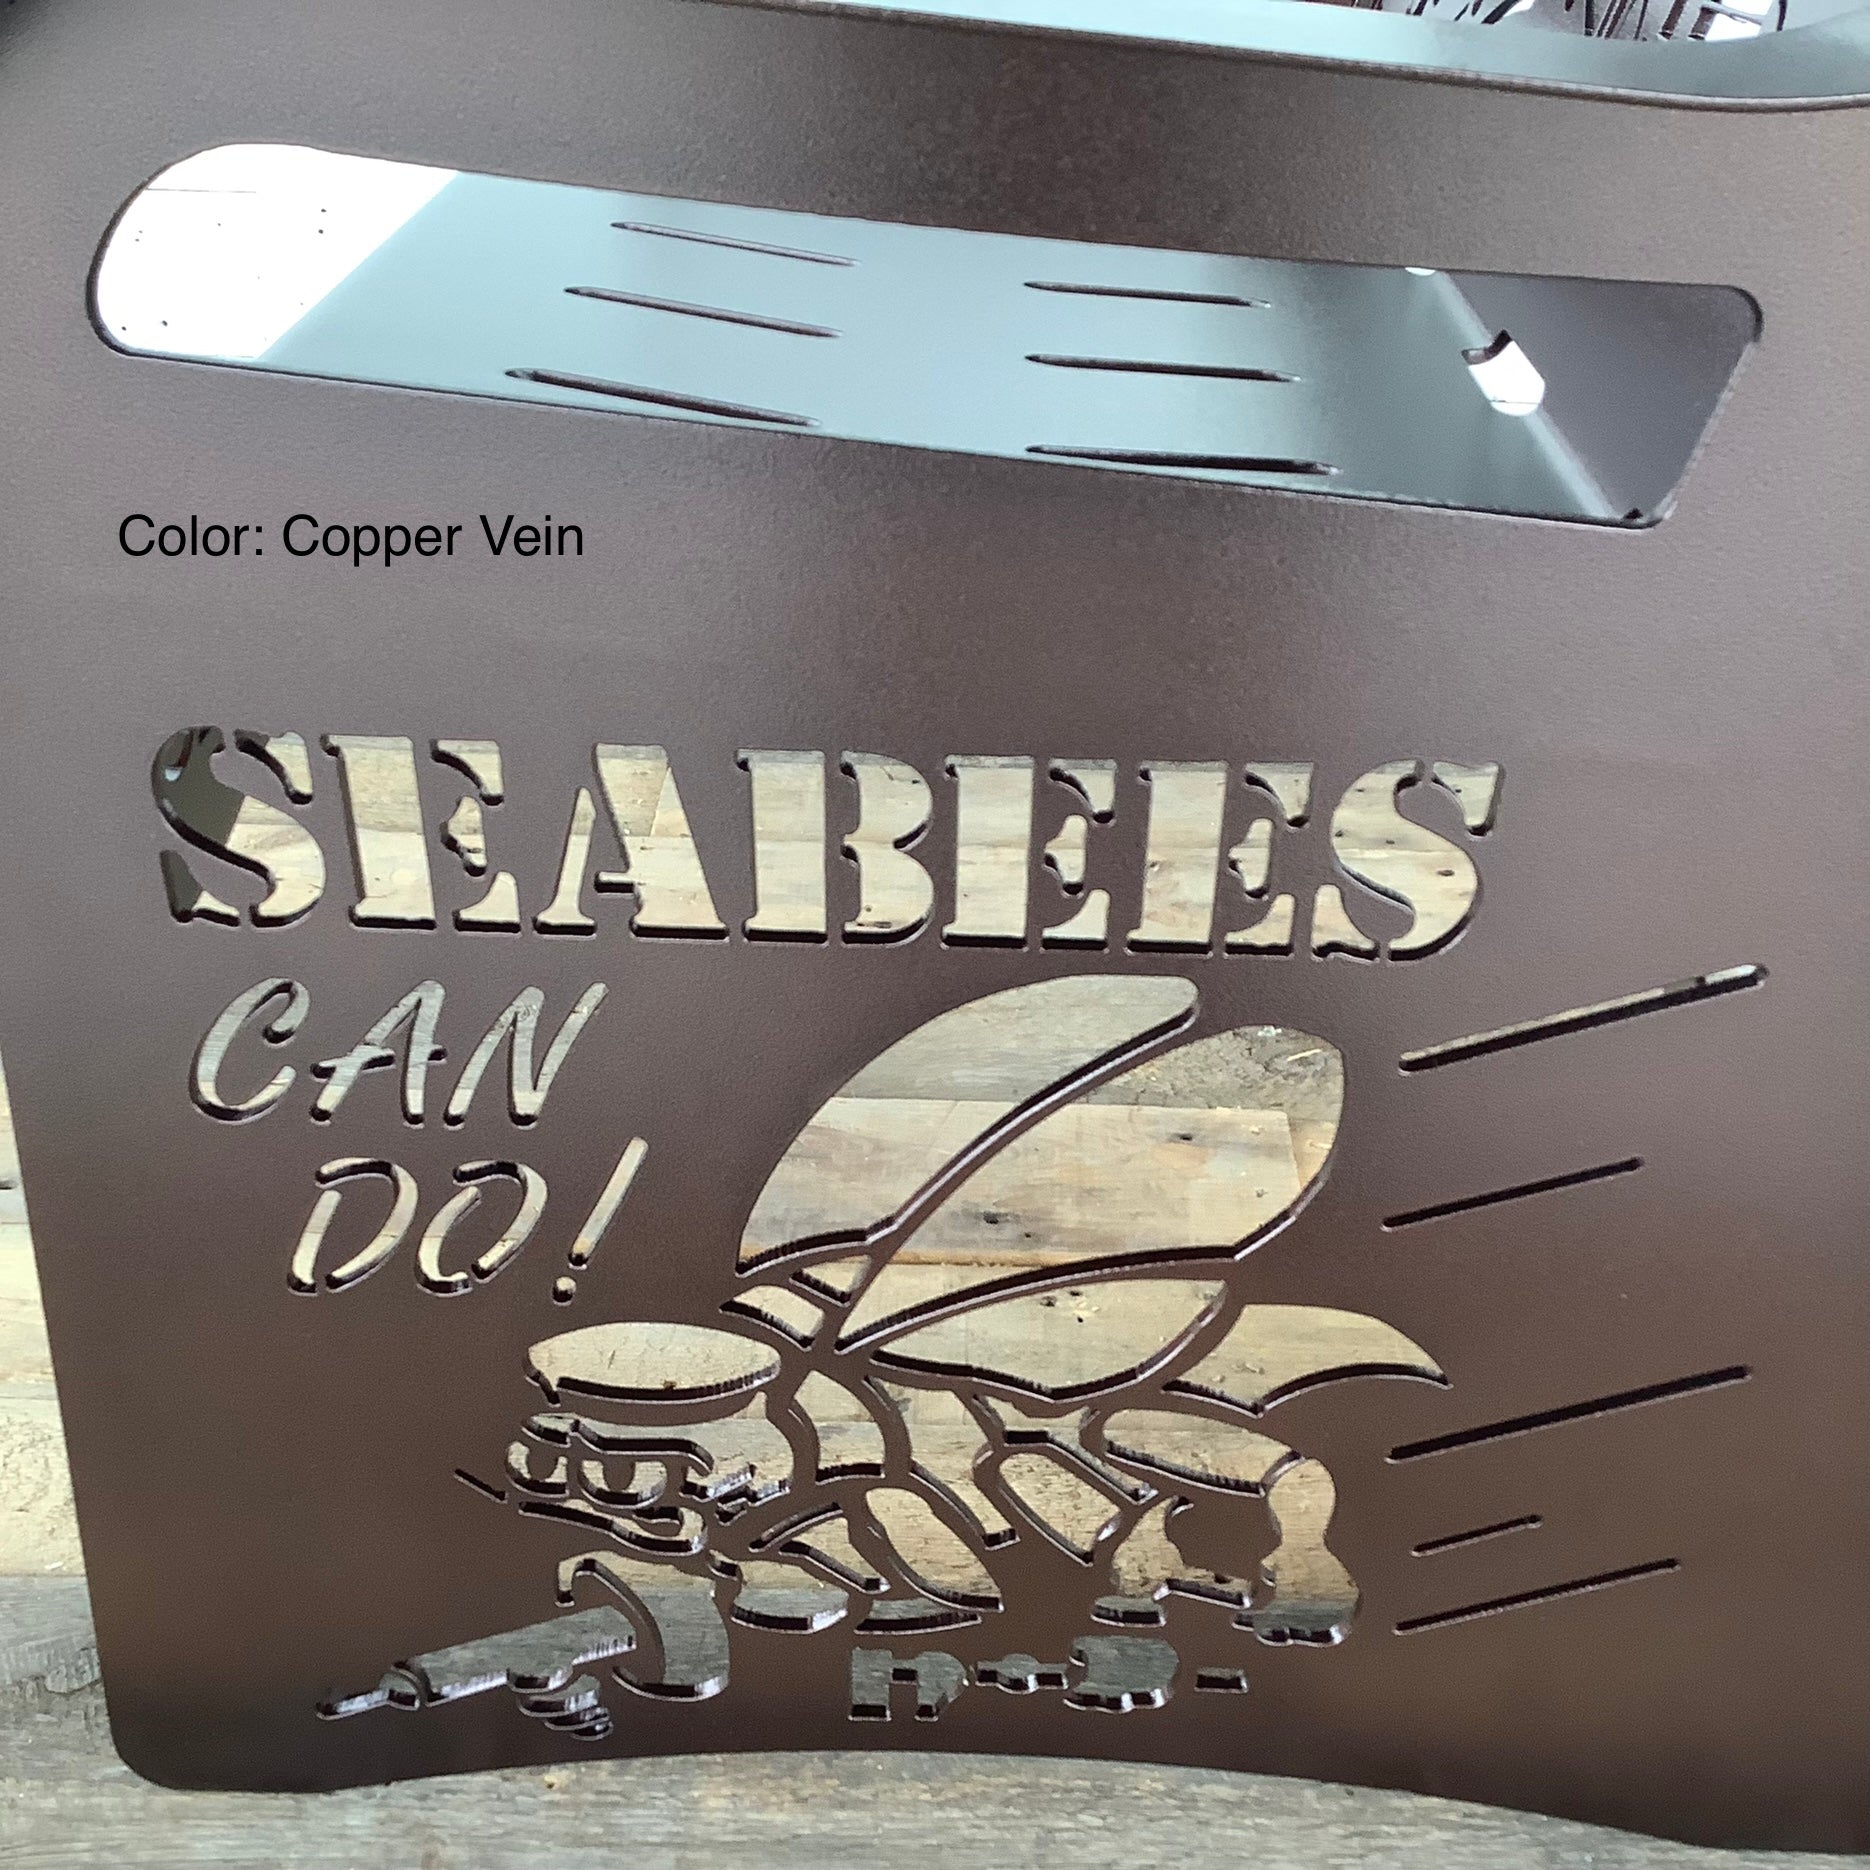 Color: Copper Vein
SEABEES
CAN
DO!